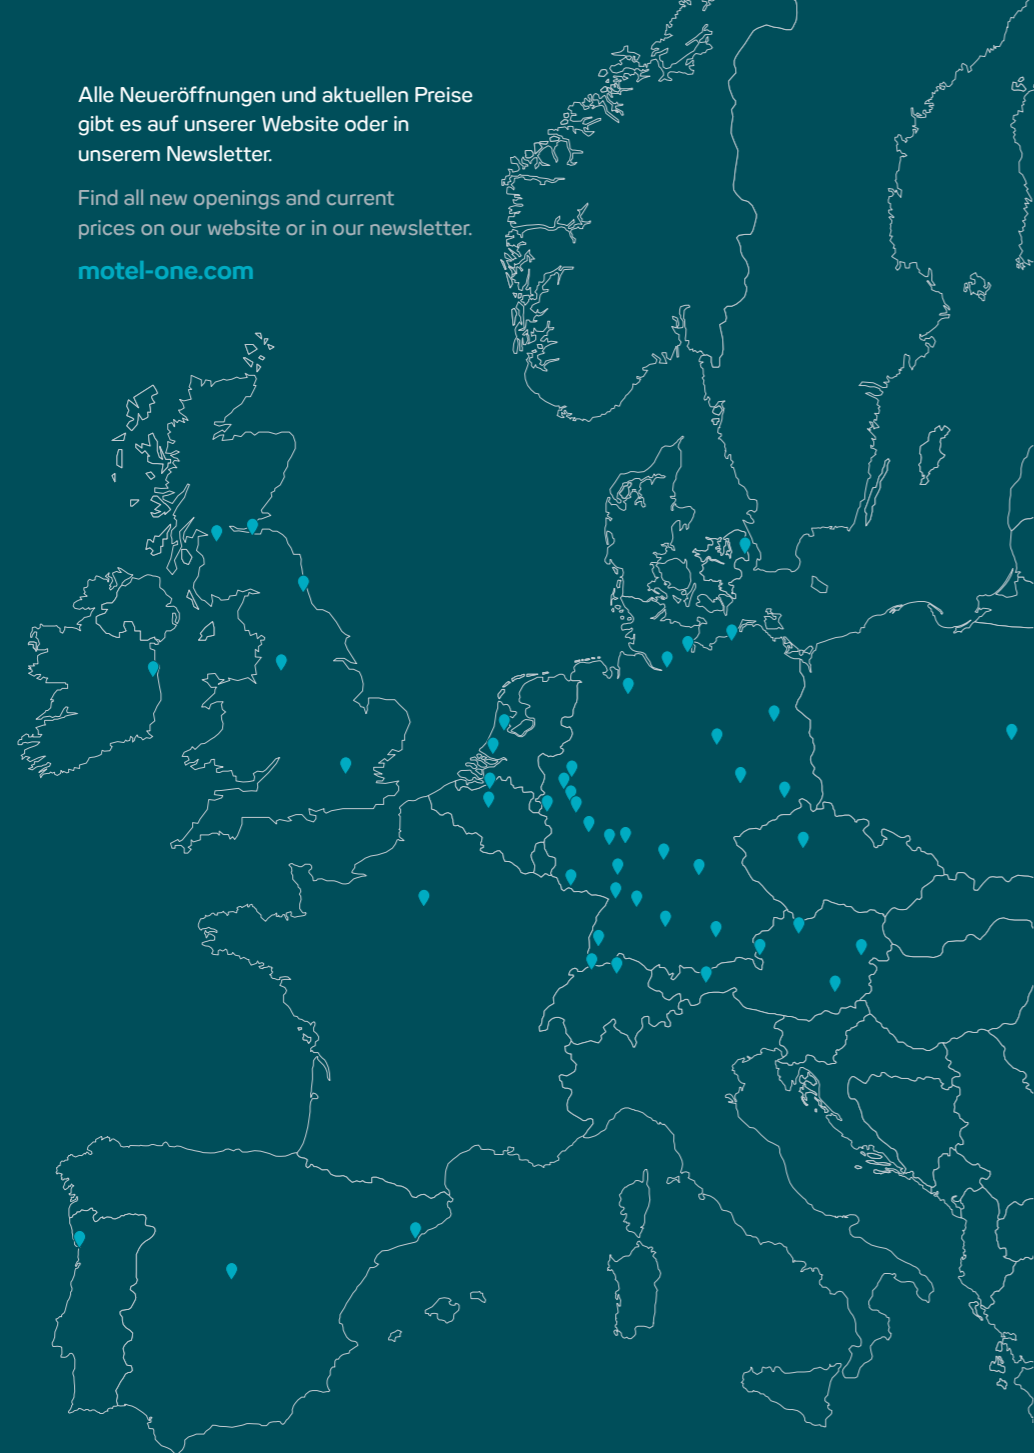 Alle Neueröffnungen und aktuellen Preise
gibt es auf unserer Website oder in
unserem Newsletter.
Find all new openings and current
prices on our website or in our newsletter.
motel-one.com